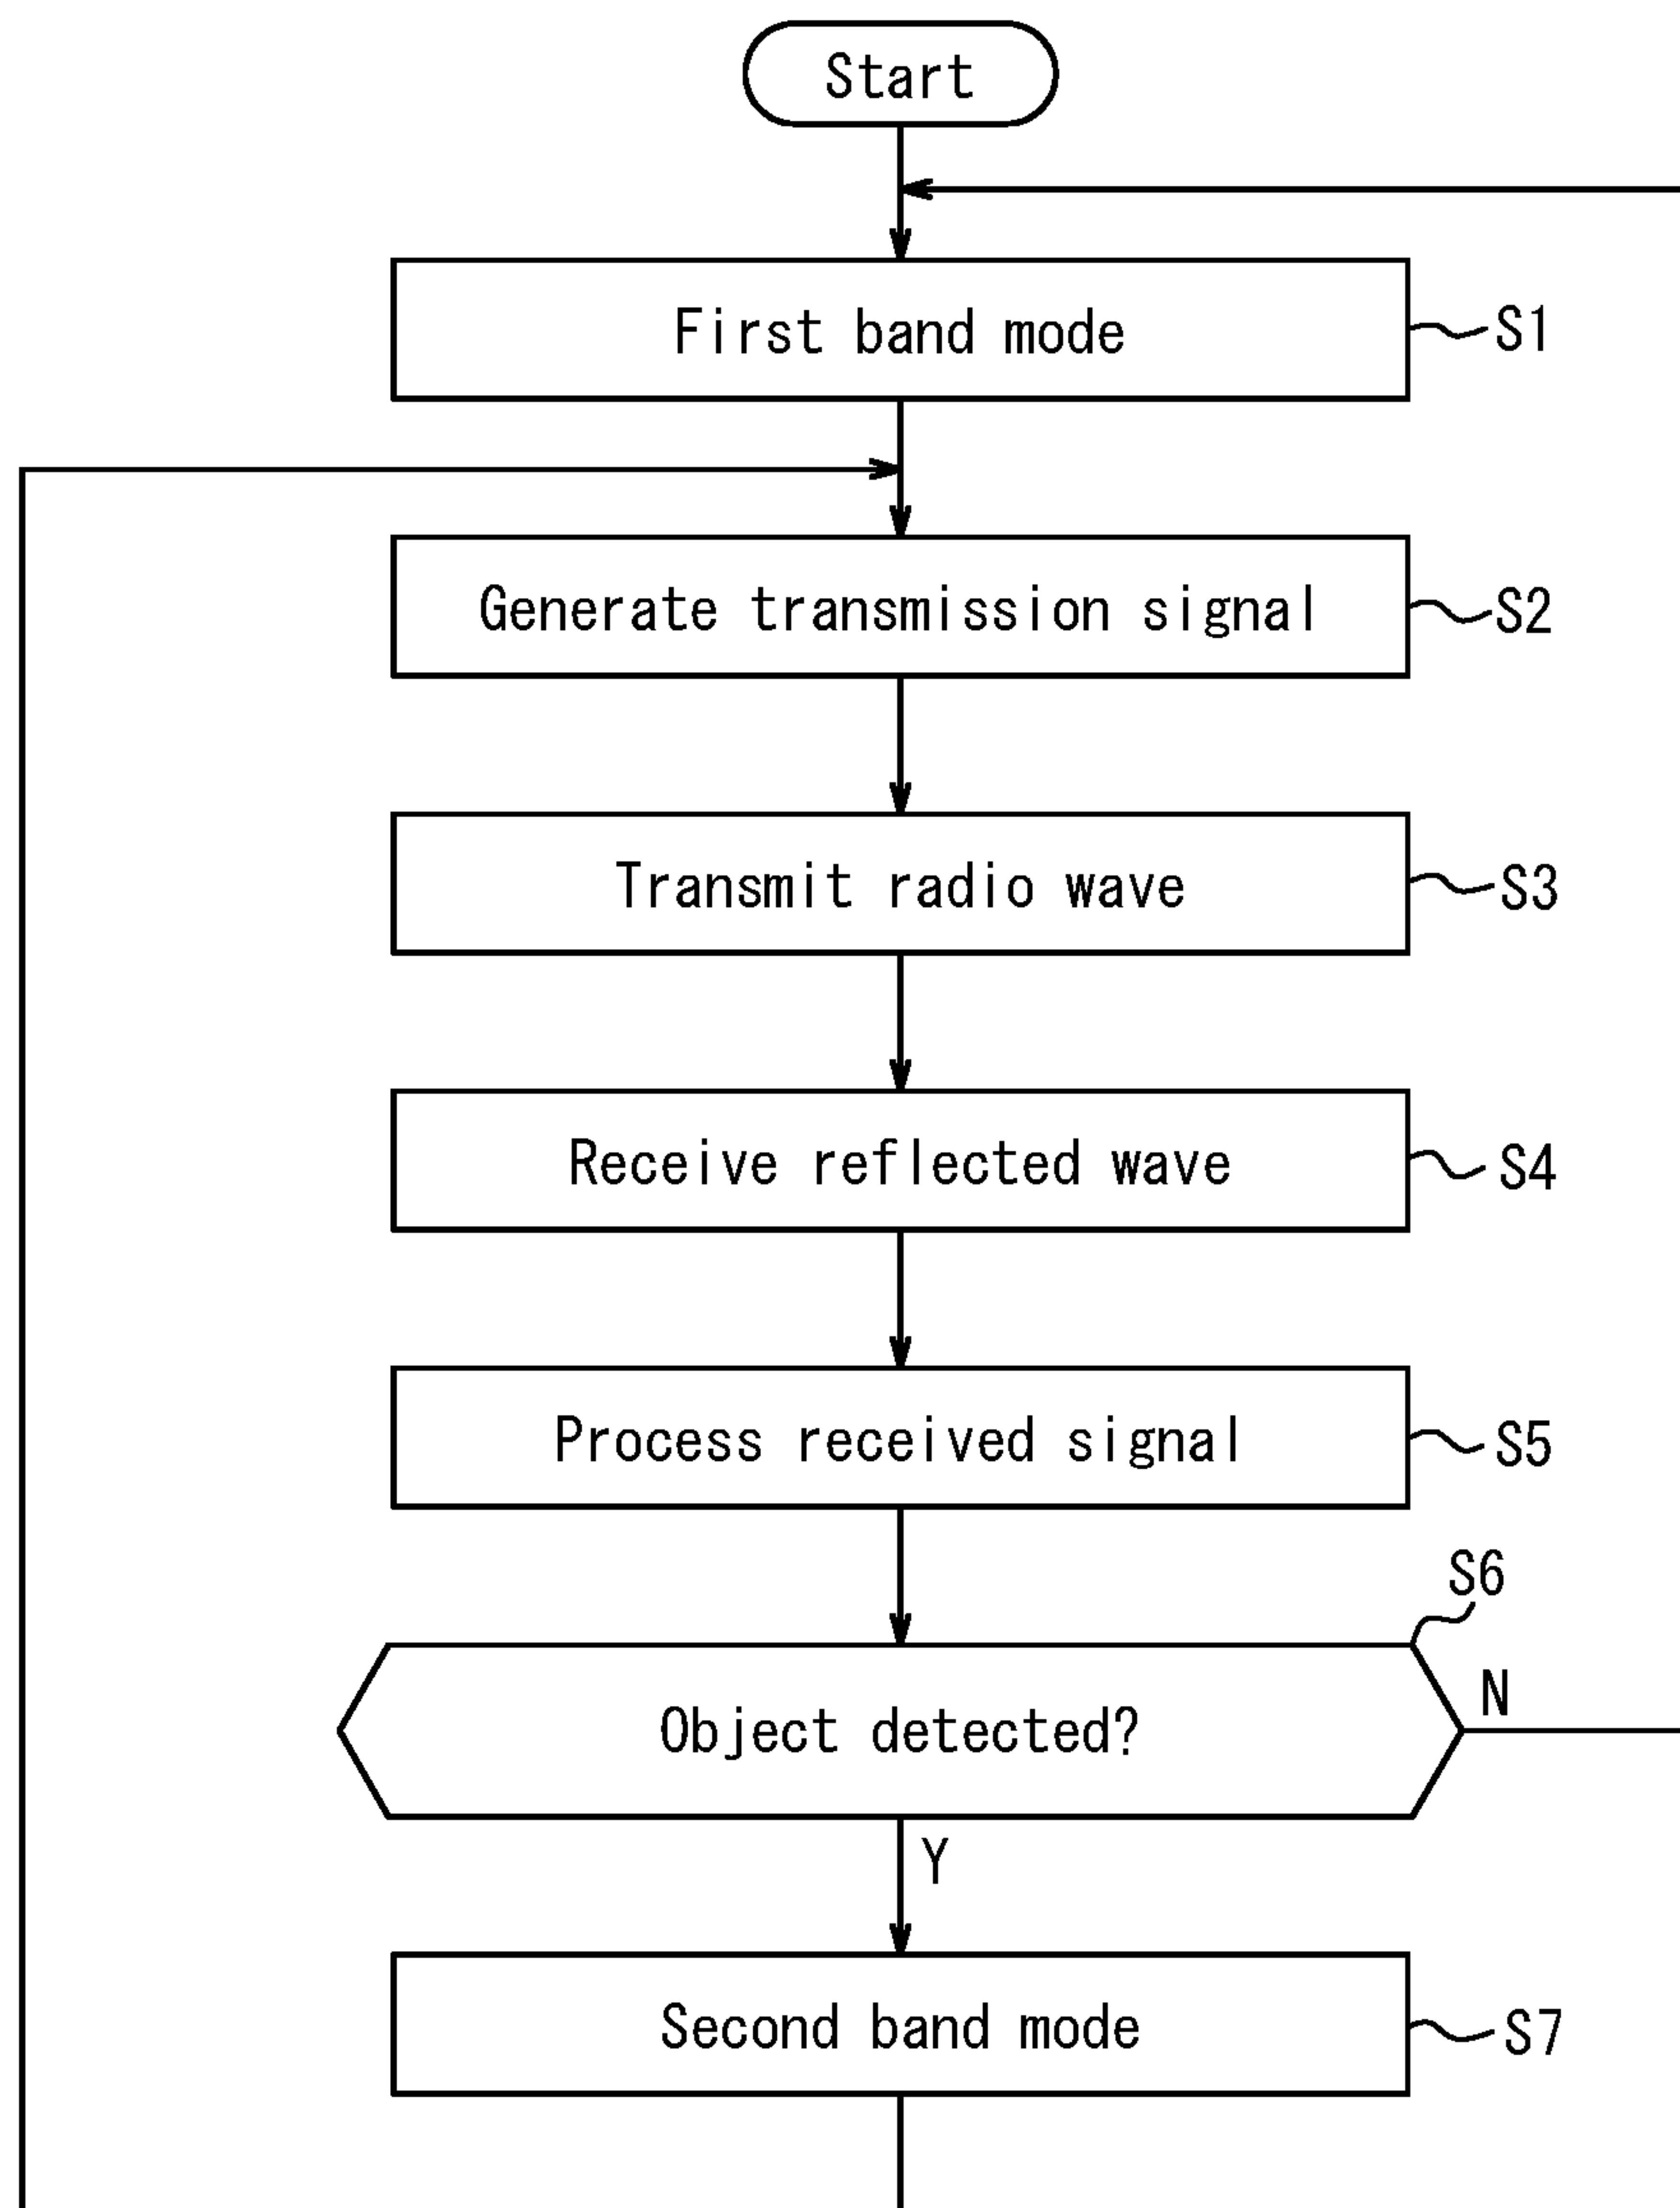 Start
First band mode
S1
Generate transmission signal
S2
Transmit radio wave
S3
Receive reflected wave
S4
Process received signal
S5
S6
Object detected?
N
Y
Second band mode
S7